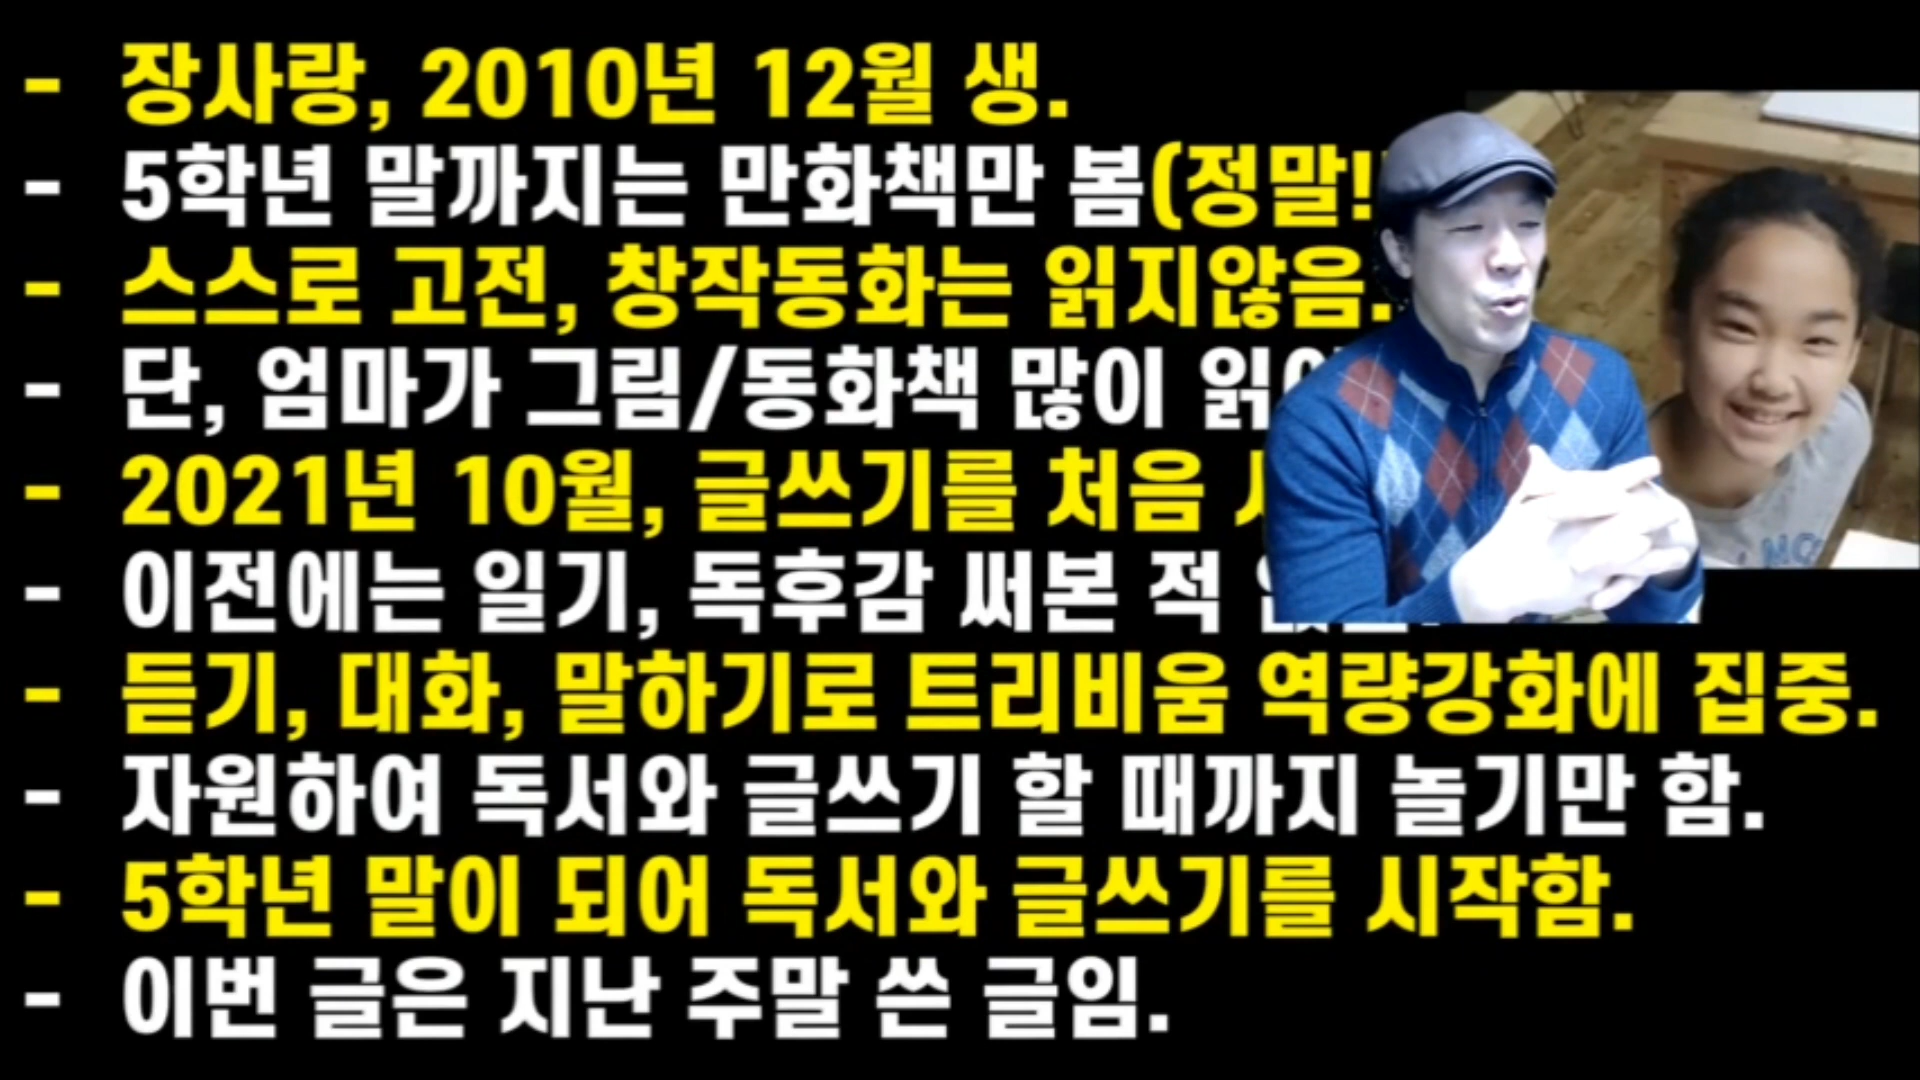 - 장사랑, 2010년 12월 생.
- 5학년 말까지는 만화책만 봄(정말!
- 스스로 고전, 창작동화는 읽지않음.
- 단, 엄마가 그림/동화책 많이
- 2021년 10월, 글쓰기를 처음
- 이전에는 일기, 독후감 써본 적
- 듣기, 대화, 말하기로 트리비움 역량강화에 집중.
- 자원하여 독서와 글쓰기 할 때까지 놀기만 함.
- 5학년 말이 되어 독서와 글쓰기를 시작함.
- 이번 글은 지난 주말 쓴 글임.